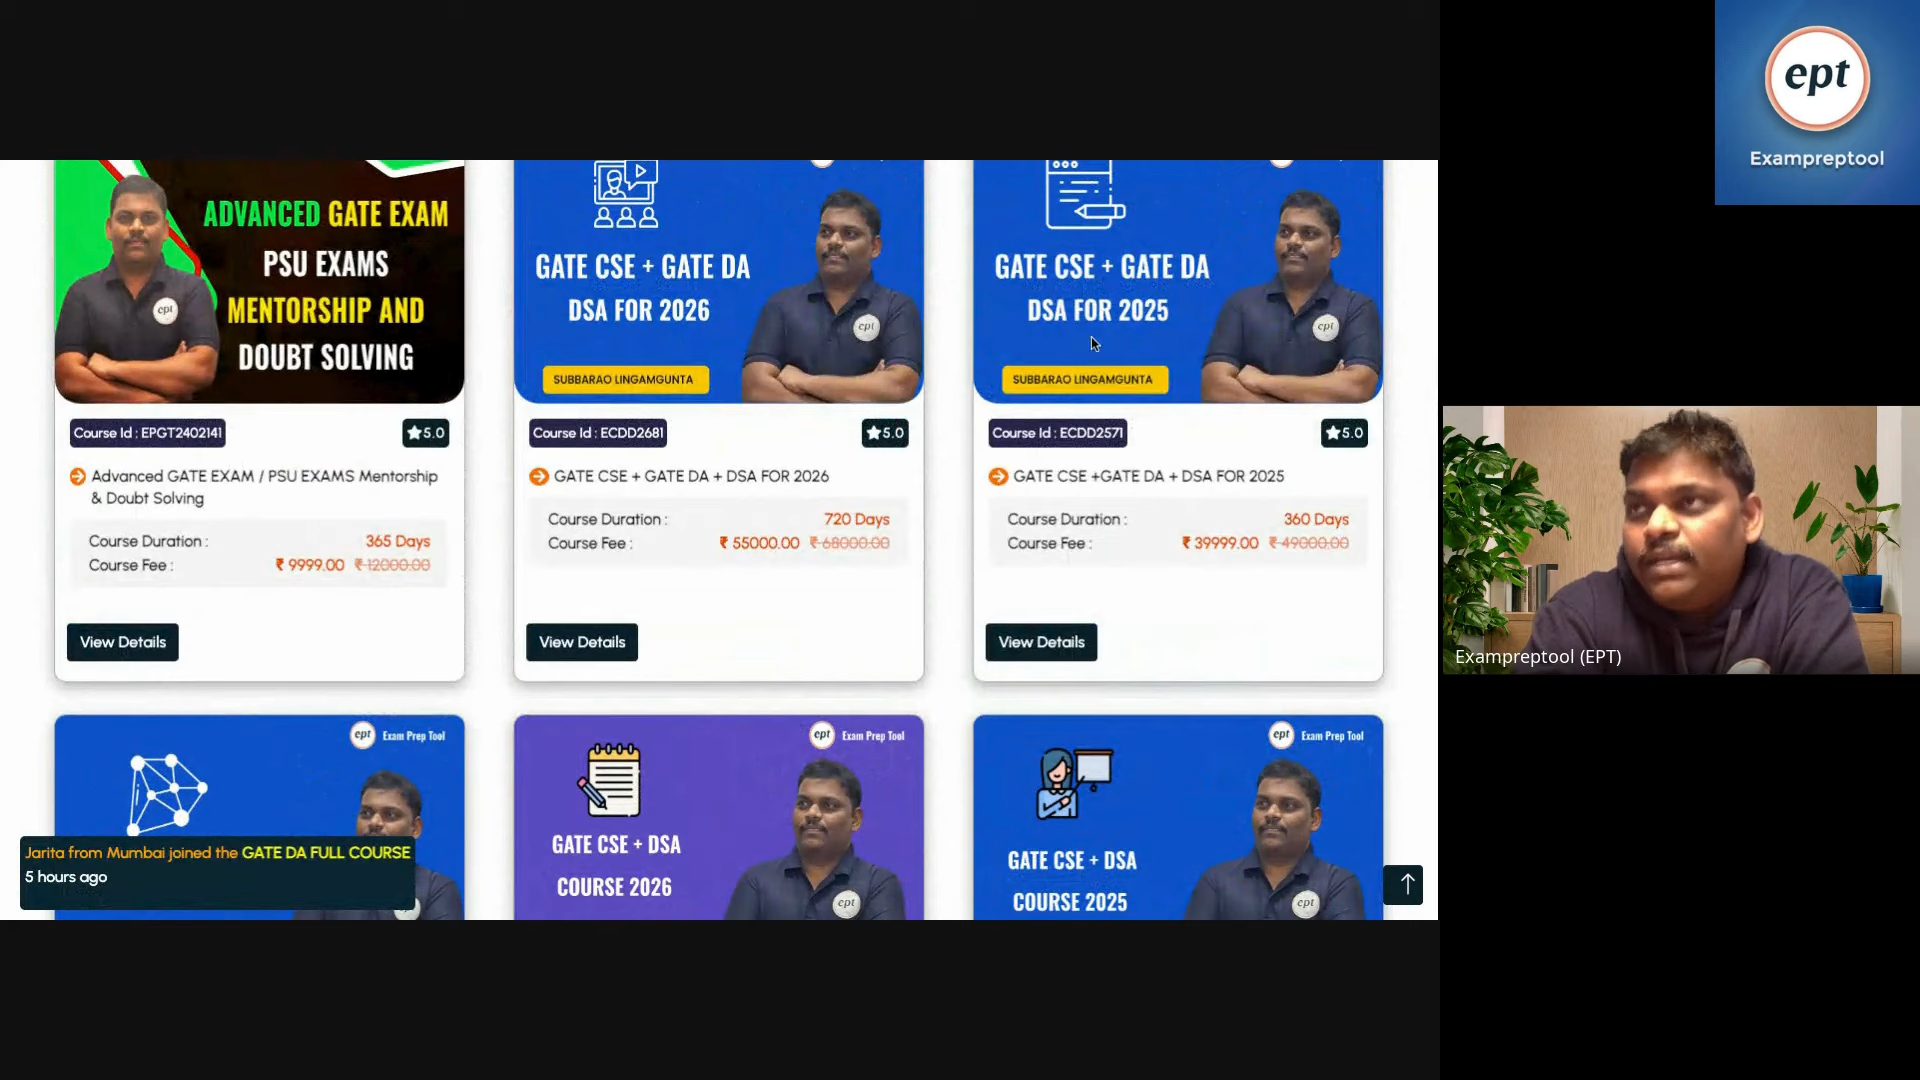 ept
Exampreptool
ADVANCED GATE EXAM
PSU EXAMS
MENTORSHIP AND
DOUBT SOLVING
ept
Course Id : EPGT2402141
5.0
Advanced GATE EXAM / PSU EXAMS Mentorship
& Doubt Solving
Course Duration : 365 Days
Course Fee : ₹ 9999.00 ₹ 12000.00
View Details
GATE CSE + GATE DA
DSA FOR 2026
ept
SUBBARAO LINGAMGUNTA
Course Id : ECDD2681
5.0
GATE CSE + GATE DA + DSA FOR 2026
Course Duration : 720 Days
Course Fee : ₹ 55000.00 ₹ 68000.00
View Details
GATE CSE + GATE DA
DSA FOR 2025
ept
SUBBARAO LINGAMGUNTA
Course Id : ECDD2571
5.0
GATE CSE +GATE DA + DSA FOR 2025
Course Duration : 360 Days
Course Fee : ₹ 39999.00 ₹ 49000.00
View Details
Exampreptool (EPT)
ept Exam Prep Tool
Jarita from Mumbai joined the GATE DA FULL COURSE
5 hours ago
ept Exam Prep Tool
GATE CSE + DSA
COURSE 2026
ept
ept Exam Prep Tool
GATE CSE + DSA
COURSE 2025
ept